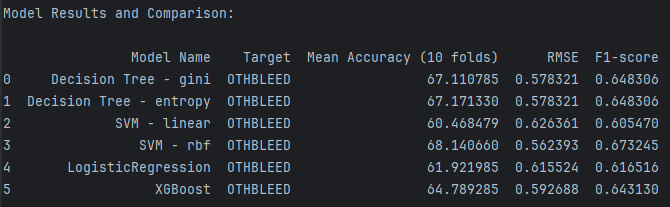 Model Results and Comparison:
Model Name Target Mean Accuracy (10 folds) RMSE F1-score
0 Decision Tree - gini OTHBLEED 67.110785 0.578321 0.648306
1 Decision Tree - entropy OTHBLEED 67.171330 0.578321 0.648306
2 SVM - linear OTHBLEED 60.468479 0.626361 0.605470
3 SVM - rbf OTHBLEED 68.140660 0.562393 0.673245
4 LogisticRegression OTHBLEED 61.921985 0.615524 0.616516
5 XGBoost OTHBLEED 64.789285 0.592688 0.643130